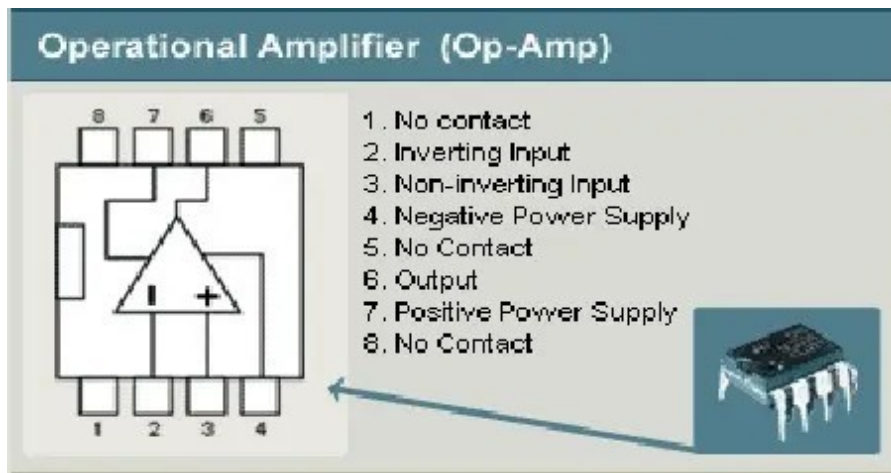 Operational Amplifier (Op-Amp)
8 7 6 5
1 2 3 4
1. No contact
2. Inverting Input
3. Non-inverting Input
4. Negative Power Supply
5. No Contact
6. Output
7. Positive Power Supply
8. No Contact